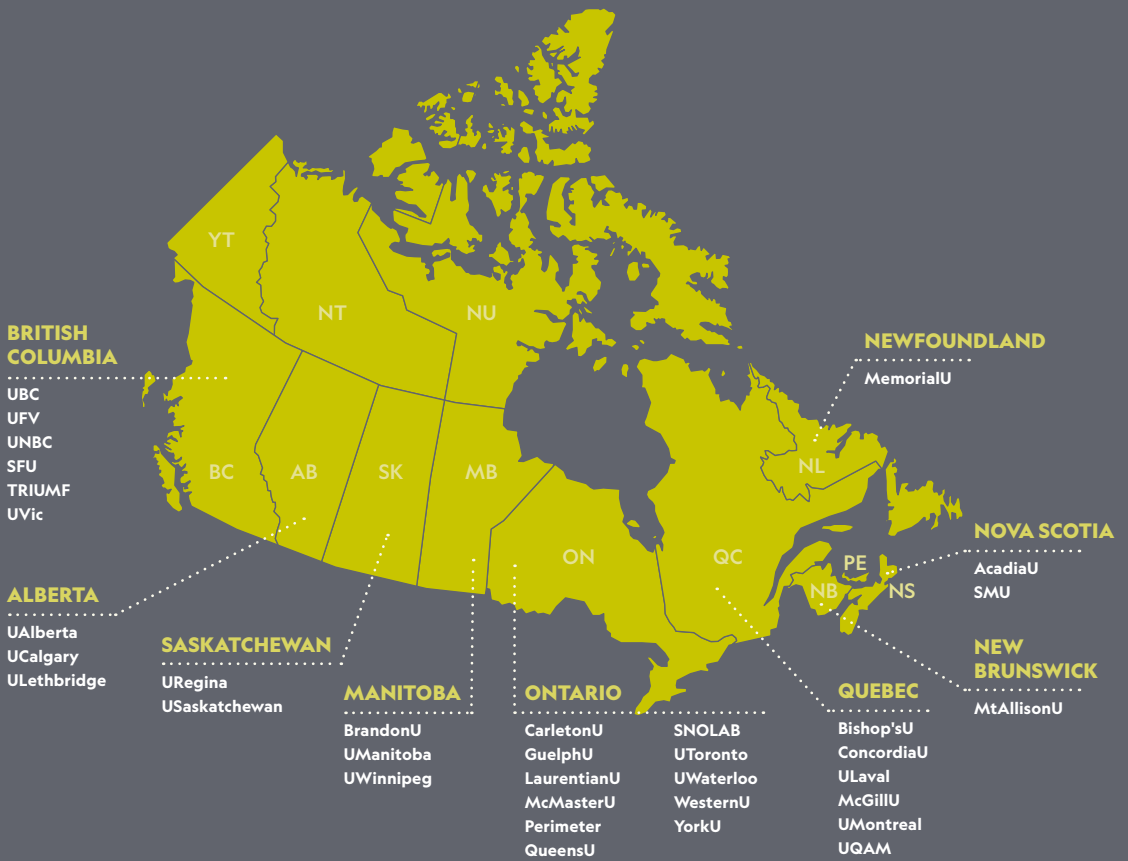 YT
NT
NU
BC
AB
SK
MB
ON
QC
NL
PE
NB
NS
BRITISH
COLUMBIA
UBC
UFV
UNBC
SFU
TRIUMF
UVic
ALBERTA
UAlberta
UCalgary
ULethbridge
SASKATCHEWAN
URegina
USaskatchewan
MANITOBA
BrandonU
UManitoba
UWinnipeg
ONTARIO
CarletonU
GuelphU
LaurentianU
McMasterU
Perimeter
QueensU
SNOLAB
UToronto
UWaterloo
WesternU
YorkU
QUEBEC
Bishop'sU
ConcordiaU
ULaval
McGillU
UMontreal
UQAM
NEWFOUNDLAND
MemorialU
NOVA SCOTIA
AcadiaU
SMU
NEW
BRUNSWICK
MtAllisonU